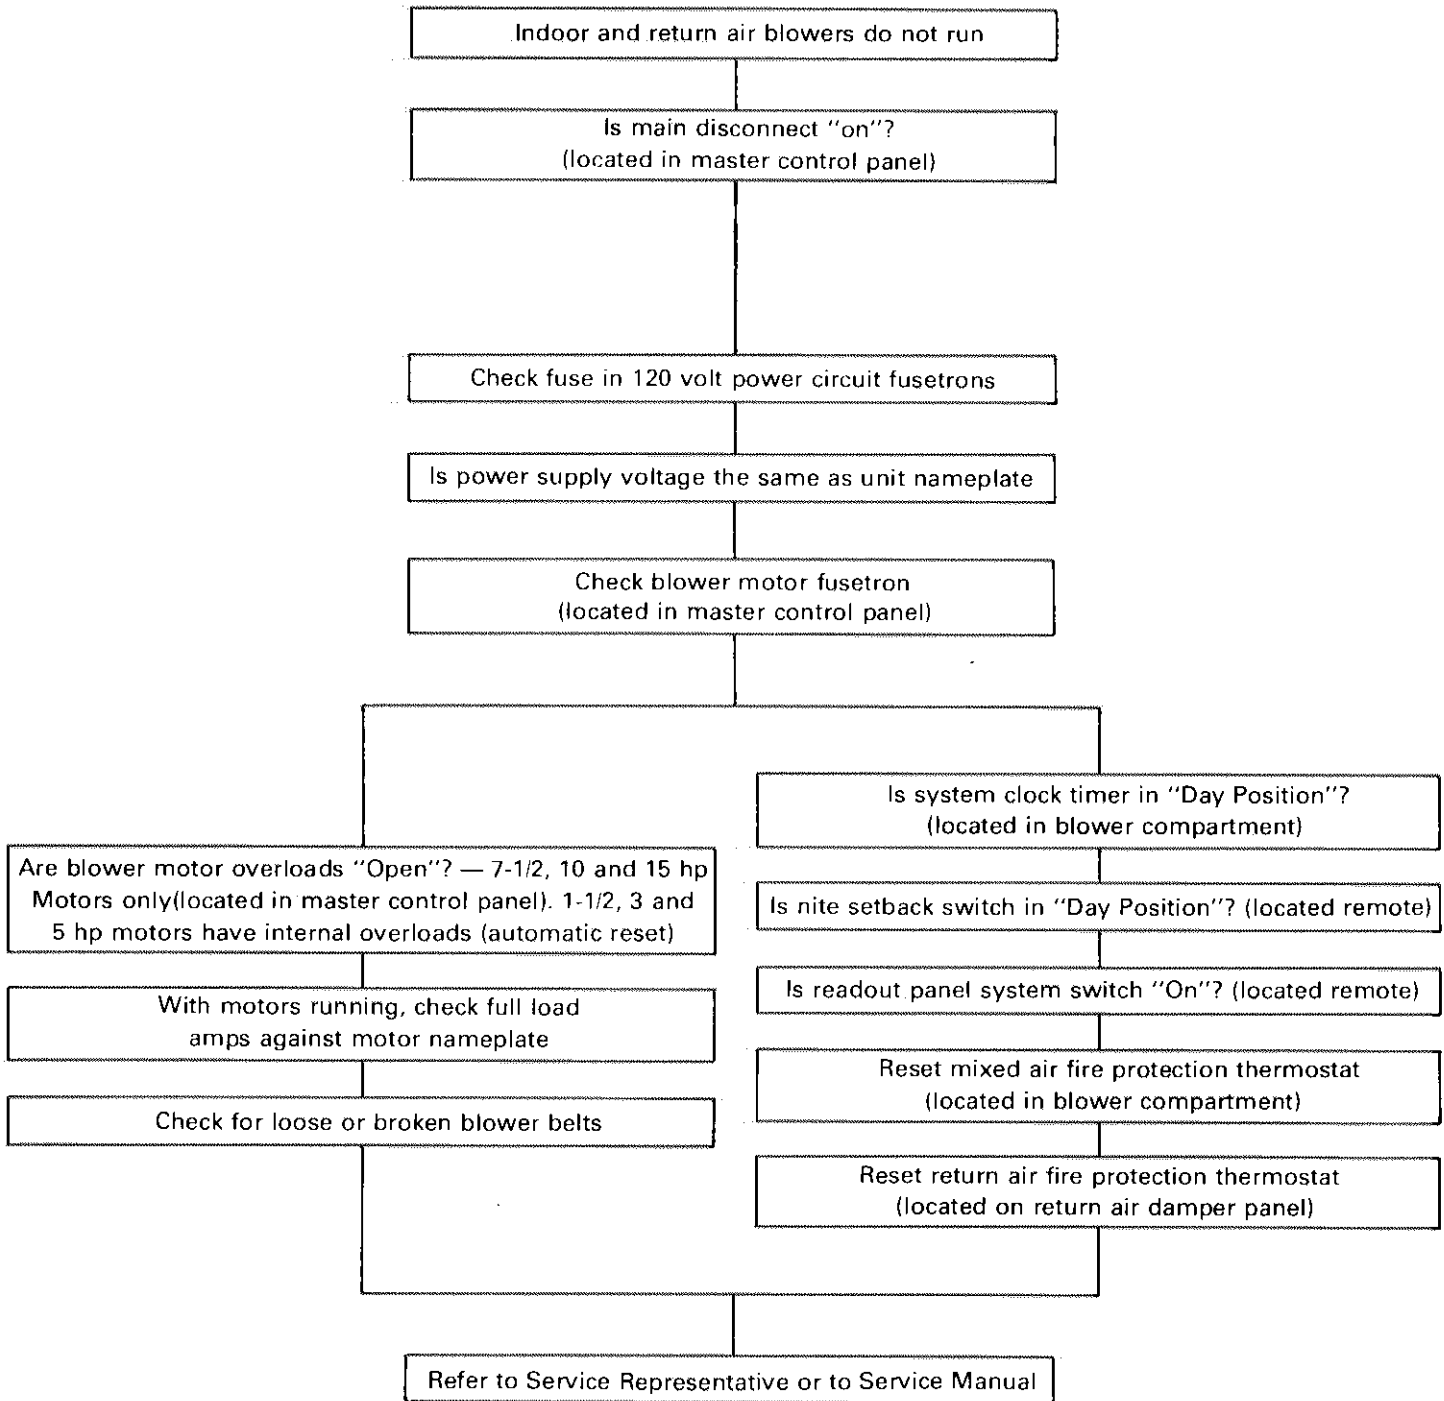 Indoor and return air blowers do not run
Is main disconnect "on"?
(located in master control panel)
Check fuse in 120 volt power circuit fusetrons
Is power supply voltage the same as unit nameplate
Check blower motor fusetron
(located in master control panel)
Are blower motor overloads "Open"? — 7-1/2, 10 and 15 hp
Motors only(located in master control panel). 1-1/2, 3 and
5 hp motors have internal overloads (automatic reset)
With motors running, check full load
amps against motor nameplate
Check for loose or broken blower belts
Is system clock timer in "Day Position"?
(located in blower compartment)
Is nite setback switch in "Day Position"? (located remote)
Is readout panel system switch "On"? (located remote)
Reset mixed air fire protection thermostat
(located in blower compartment)
Reset return air fire protection thermostat
(located on return air damper panel)
Refer to Service Representative or to Service Manual